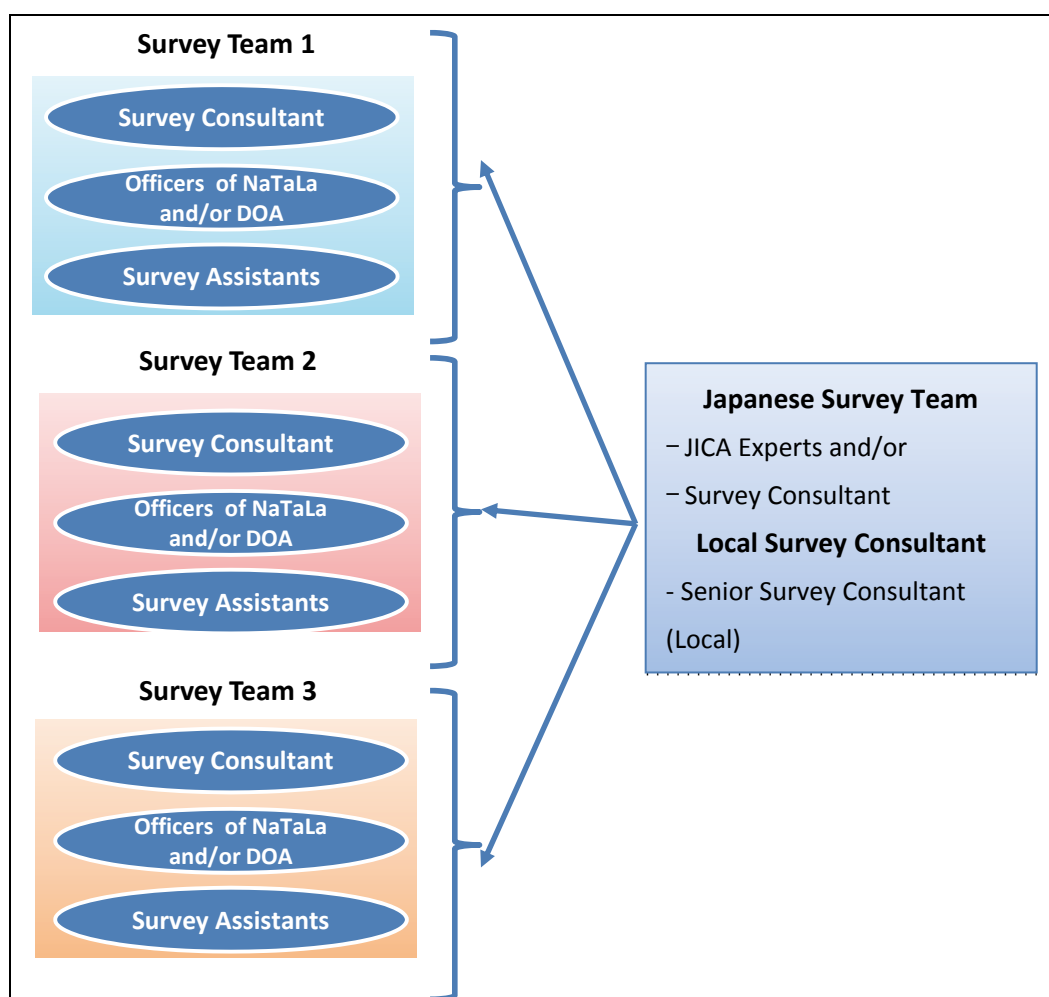 Survey Team 1
Survey Consultant
Officers of NaTaLa
and/or DOA
Survey Assistants
Survey Team 2
Survey Consultant
Officers of NaTaLa
and/or DOA
Survey Assistants
Survey Team 3
Survey Consultant
Officers of NaTaLa
and/or DOA
Survey Assistants
Japanese Survey Team
− JICA Experts and/or
− Survey Consultant
Local Survey Consultant
- Senior Survey Consultant
(Local)